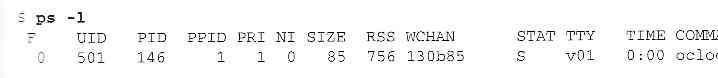 $ ps -l
F UID PID PPID PRI NI SIZE RSS WCHAN STAT TTY TIME COMMA
0 501 146 1 1 0 85 756 130b85 S v01 0:00 oclo